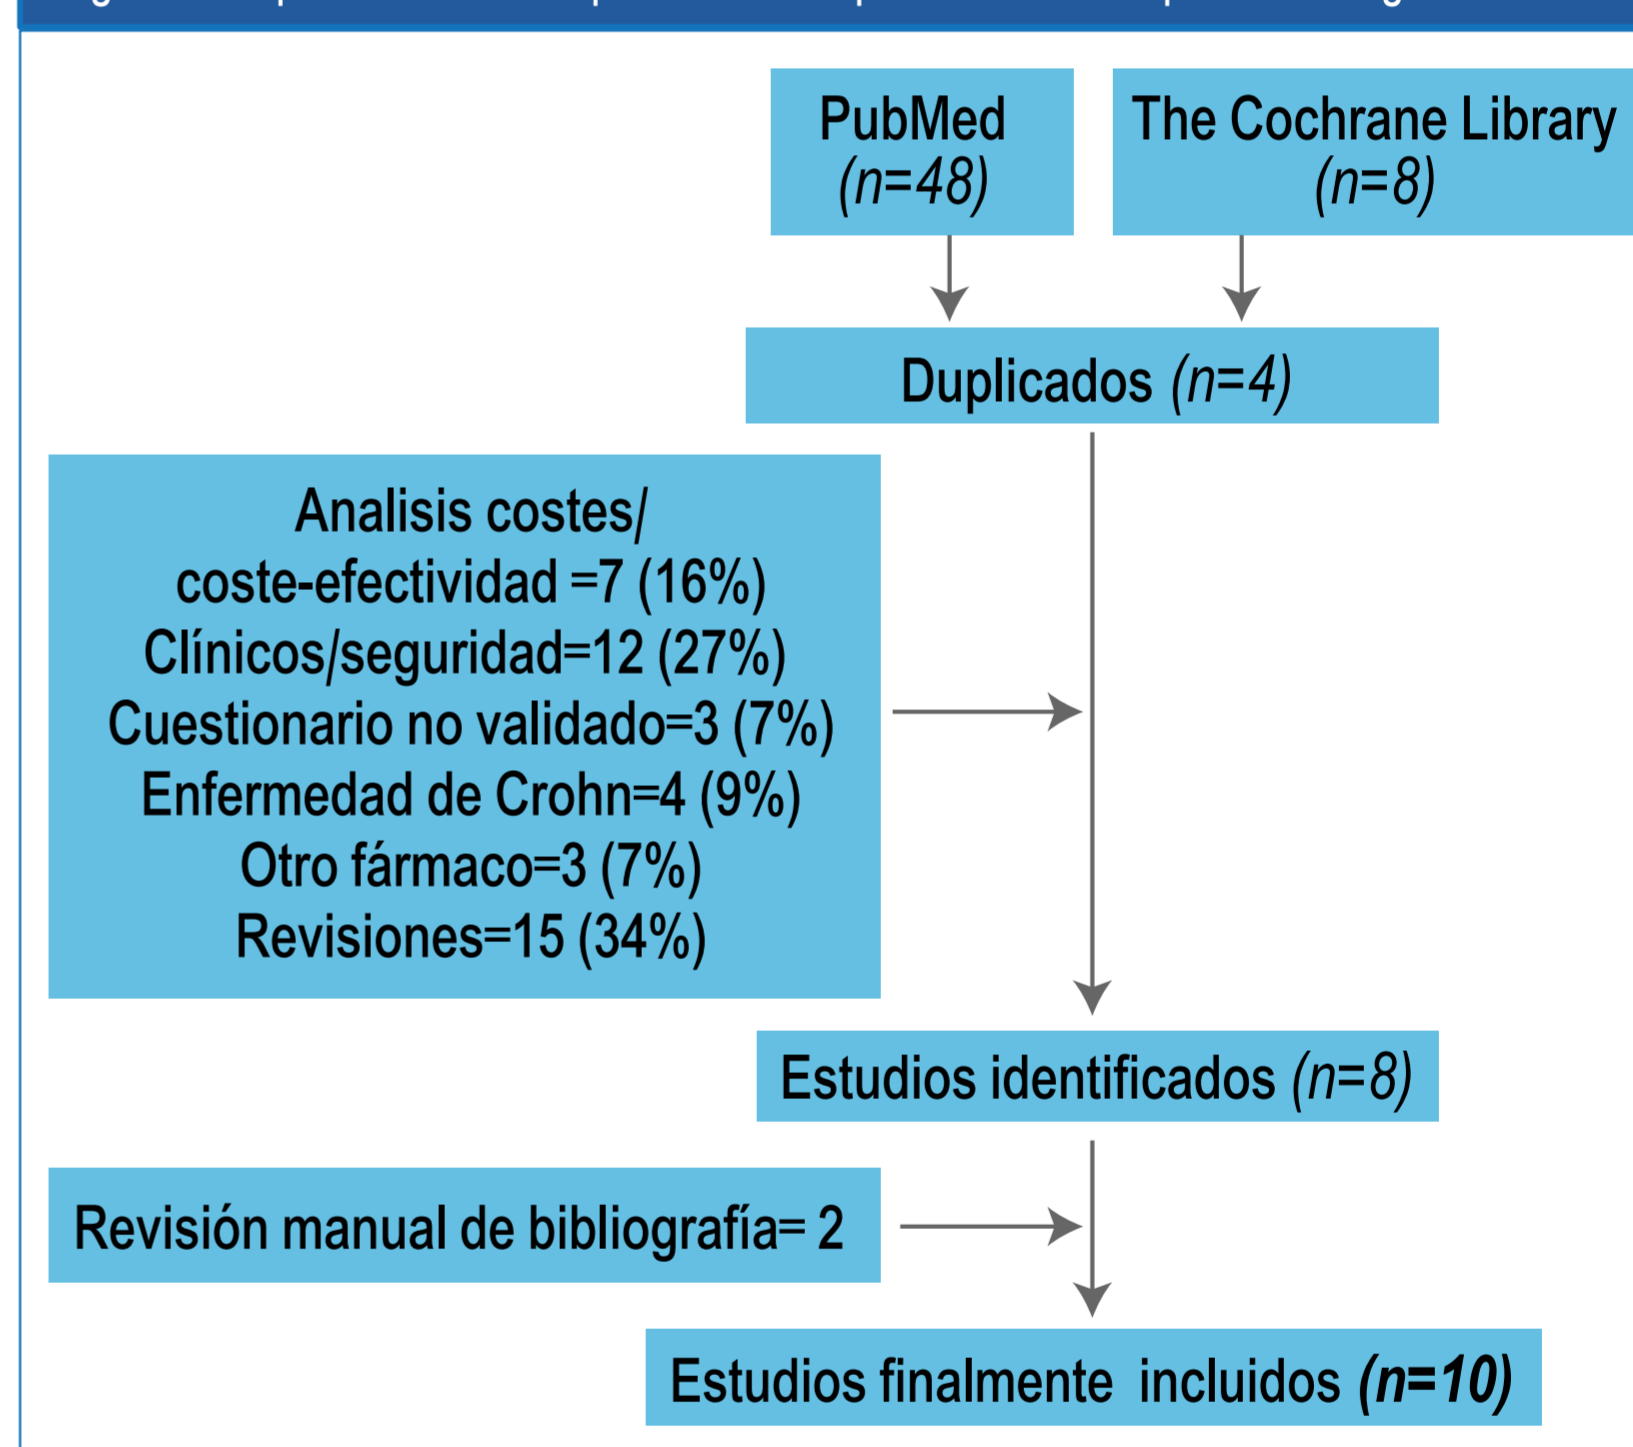 PubMed
(n=48)
The Cochrane Library
(n=8)
Duplicados (n=4)
Analisis costes/
coste-efectividad =7 (16%)
Clínicos/seguridad=12 (27%)
Cuestionario no validado=3 (7%)
Enfermedad de Crohn=4 (9%)
Otro fármaco=3 (7%)
Revisiones=15 (34%)
Estudios identificados (n=8)
Revisión manual de bibliografía= 2
Estudios finalmente incluidos (n=10)